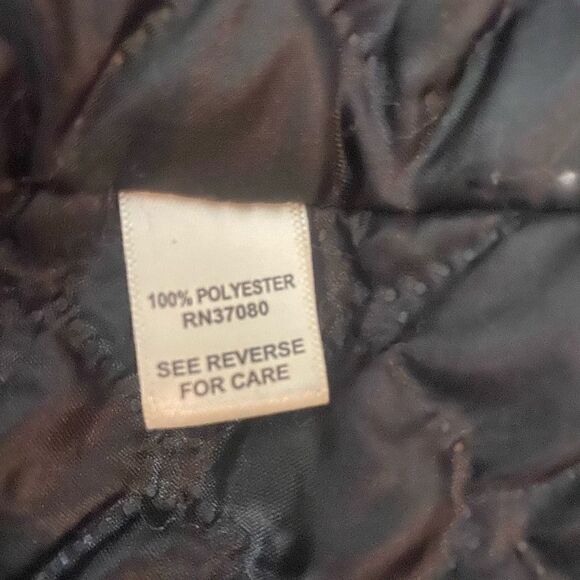 100% POLYESTER
RN37080
SEE REVERSE
FOR CARE